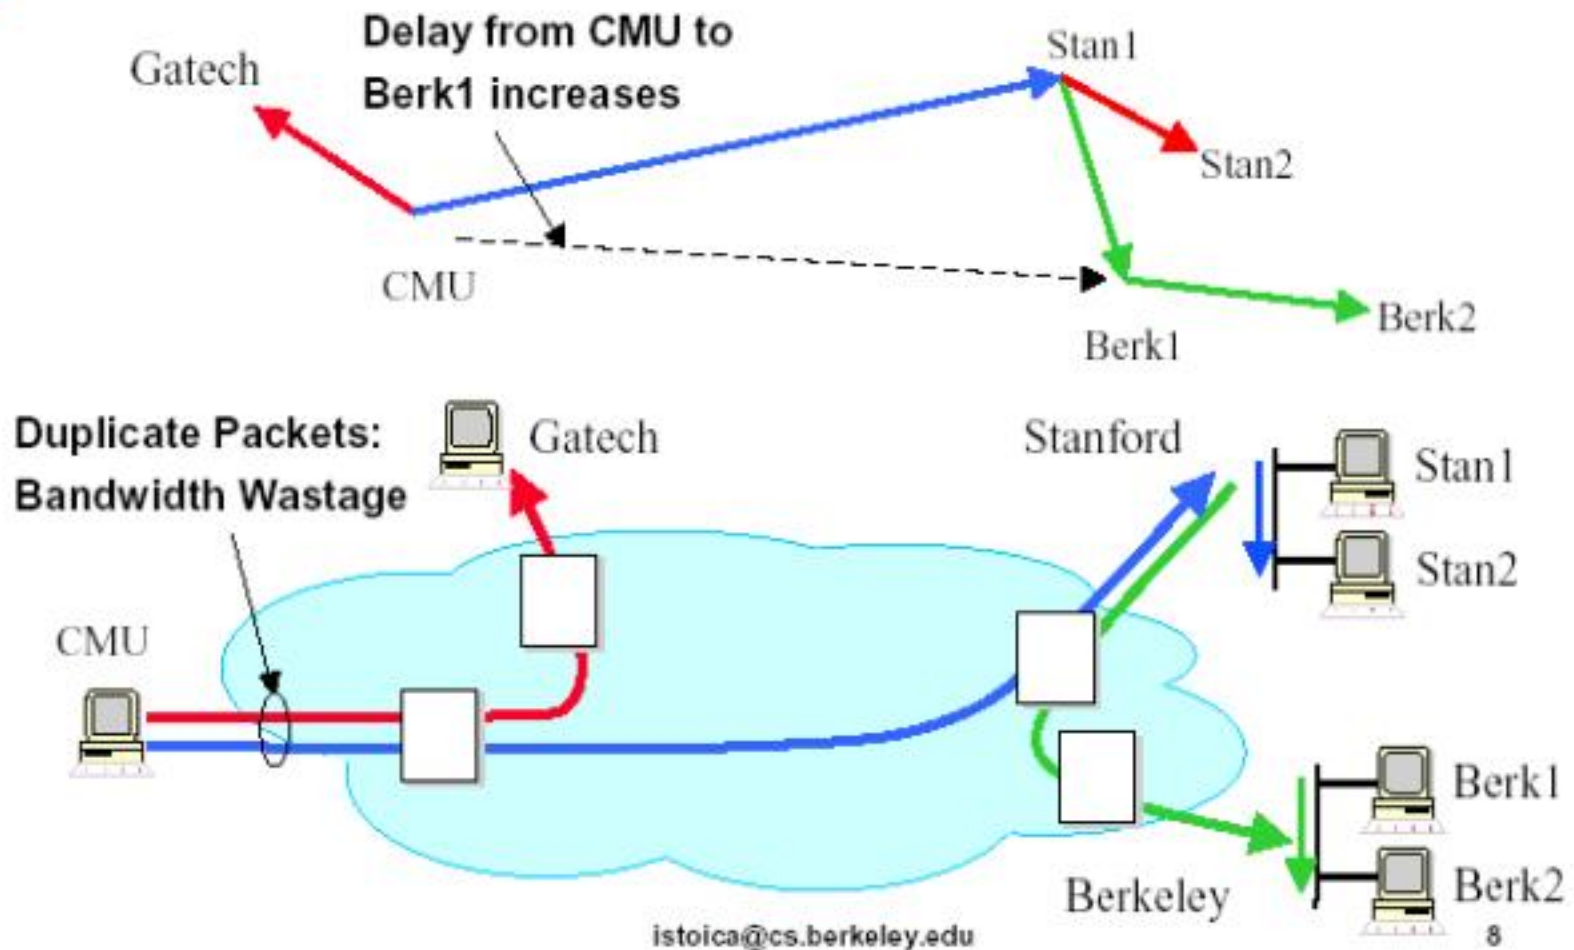 Delay from CMU to
Berk1 increases
Gatech
Stan1
Stan2
CMU
Berk1
Berk2
Duplicate Packets:
Bandwidth Wastage
Gatech
Stanford
Stan1
Stan2
CMU
Berk1
Berkeley
Berk2
istoica@cs.berkeley.edu
8